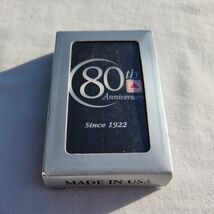 80th
Anniversary
Since 1922
MADE IN USA